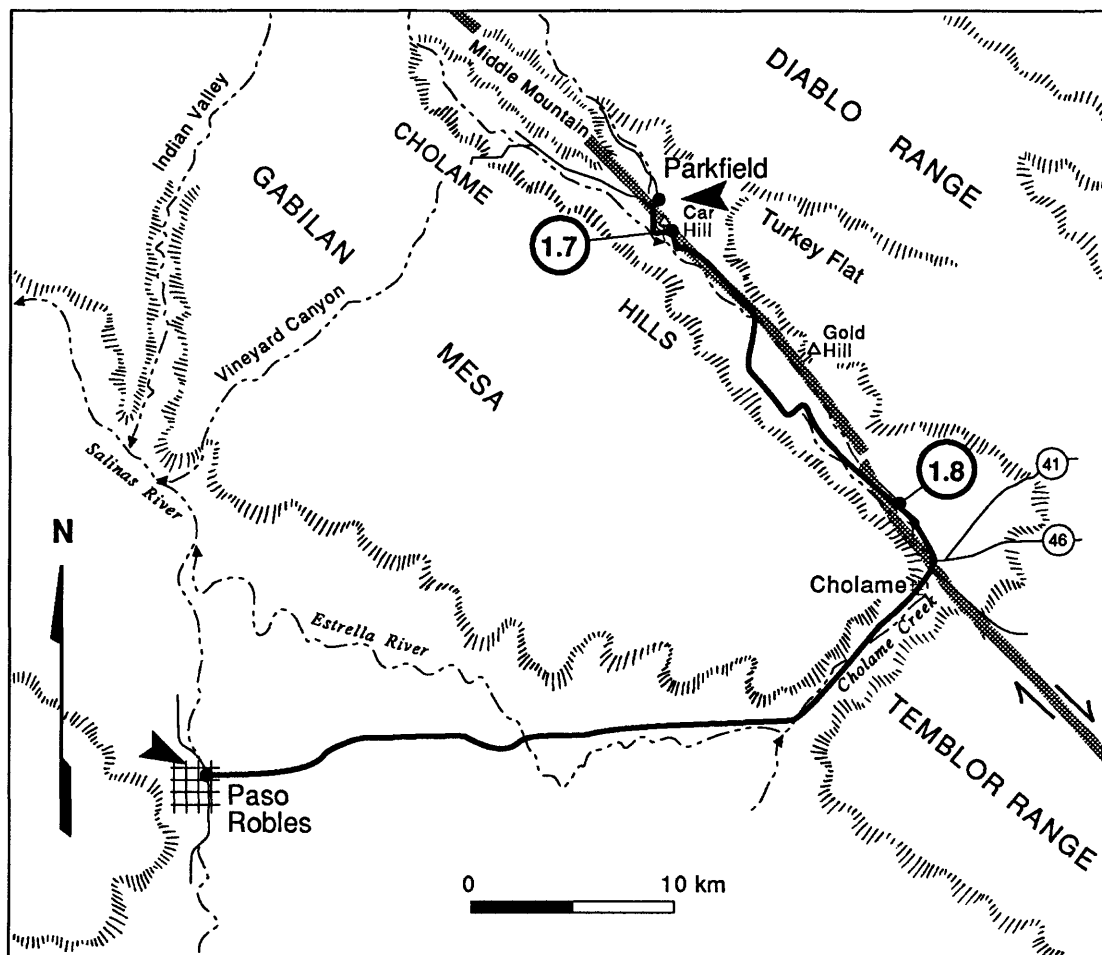 Middle Mountain
DIABLO
RANGE
Indian Valley
CHOLAME
HILLS
GABILAN
MESA
Parkfield
Car
Hill
1.7
Turkey Flat
Vineyard Canyon
Gold
Hill
Salinas River
1.8
41
46
N
Cholame
Estrella River
Cholame Creek
TEMBLOR RANGE
Paso
Robles
0 10 km